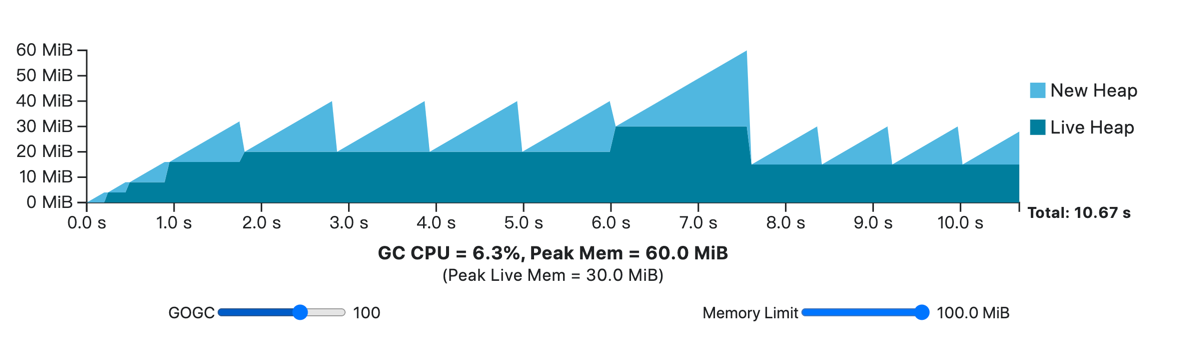 60 MiB
50 MiB
40 MiB
30 MiB
20 MiB
10 MiB
0 MiB
0.0 s 1.0 s 2.0 s 3.0 s 4.0 s 5.0 s 6.0 s 7.0 s 8.0 s 9.0 s 10.0 s
New Heap
Live Heap
Total: 10.67 s
GC CPU = 6.3%, Peak Mem = 60.0 MiB
(Peak Live Mem = 30.0 MiB)
GOGC 100 Memory Limit 100.0 MiB